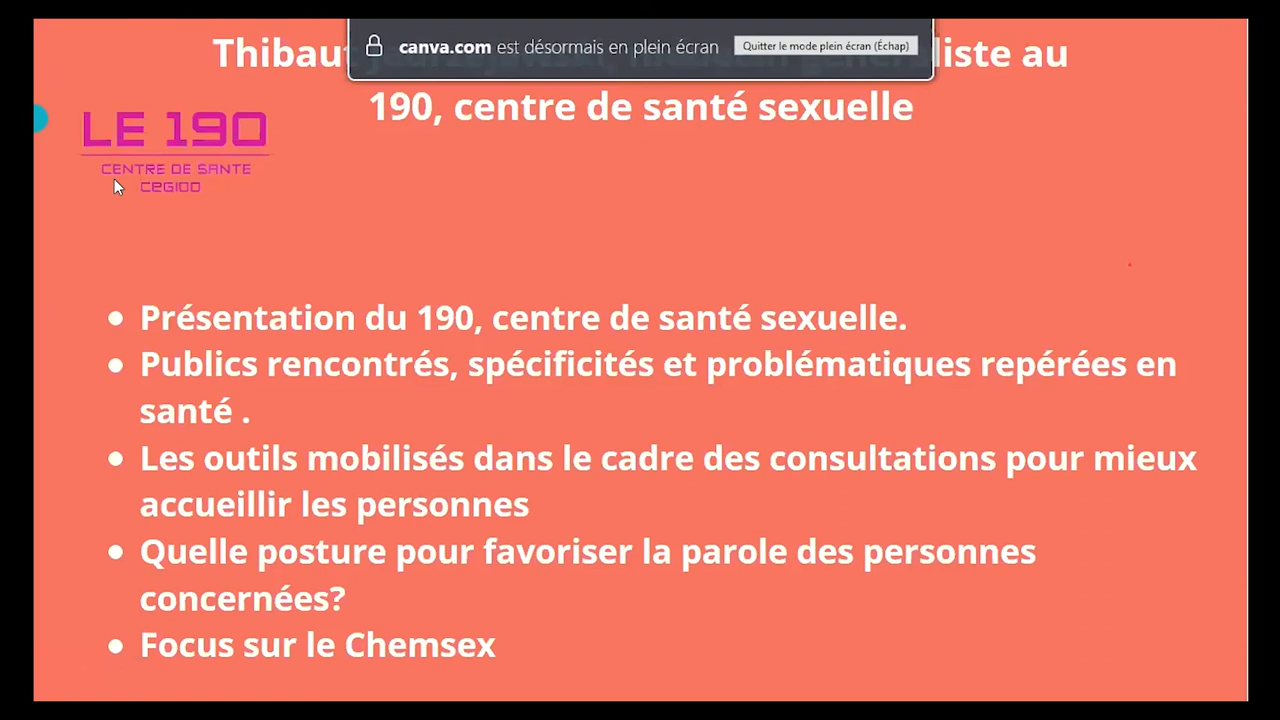 canva.com est désormais en plein écran Quitter le mode plein écran (Échap)
Thibaut liste au
190, centre de santé sexuelle
LE 190
CENTRE DE SANTE
CEGIDD
• Présentation du 190, centre de santé sexuelle.
• Publics rencontrés, spécificités et problématiques repérées en
santé .
• Les outils mobilisés dans le cadre des consultations pour mieux
accueillir les personnes
• Quelle posture pour favoriser la parole des personnes
concernées?
• Focus sur le Chemsex